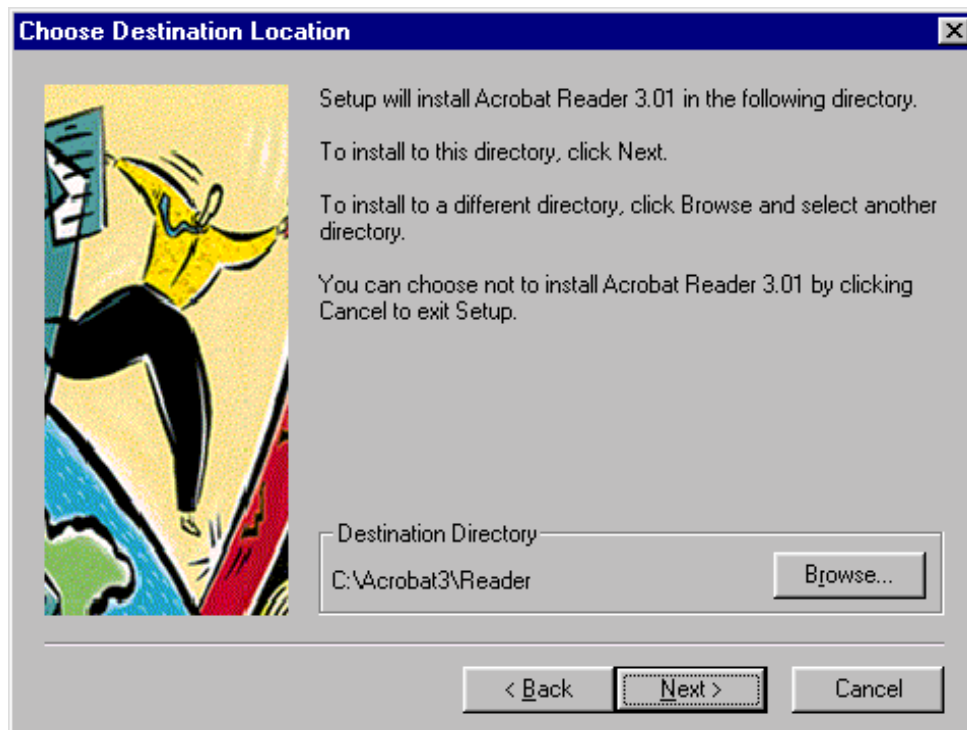 Choose Destination Location
Setup will install Acrobat Reader 3.01 in the following directory.
To install to this directory, click Next.
To install to a different directory, click Browse and select another
directory.
You can choose not to install Acrobat Reader 3.01 by clicking
Cancel to exit Setup.
Destination Directory
C:\Acrobat3\Reader
Browse...
< Back
Next >
Cancel